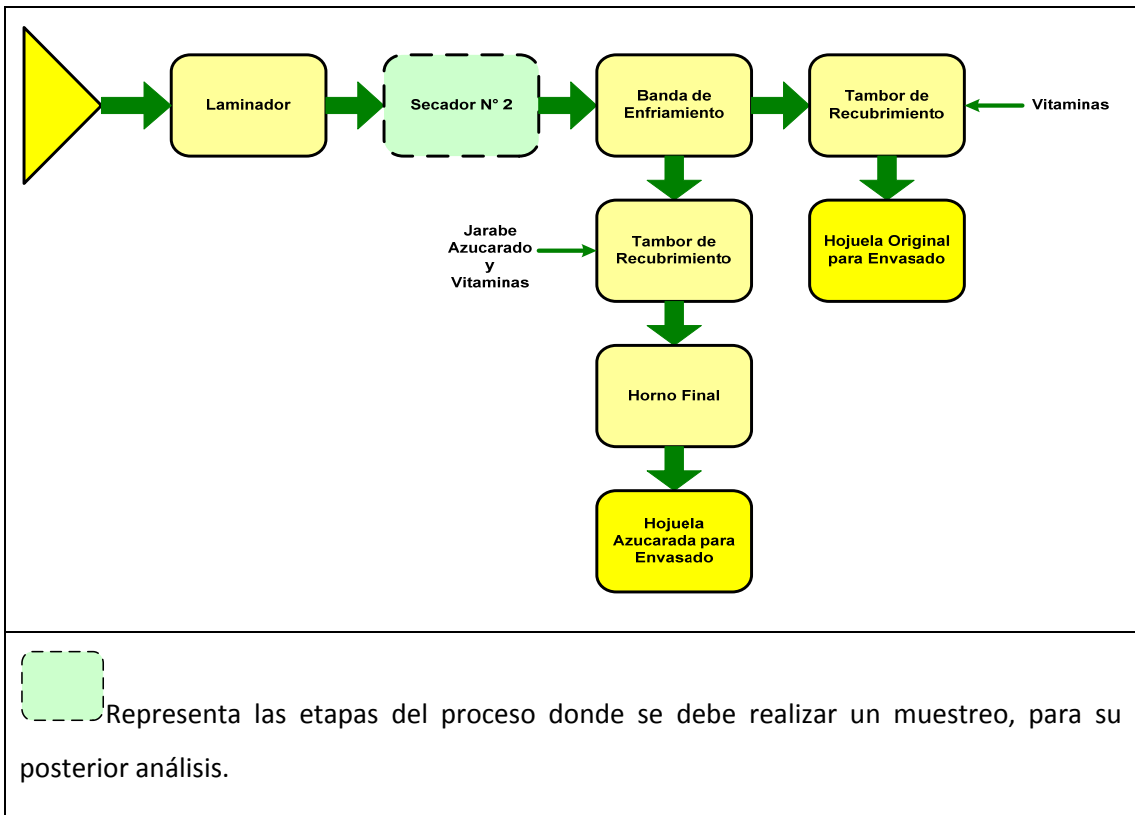 Laminador
Secador N° 2
Banda de
Enfriamiento
Tambor de
Recubrimiento
Vitaminas
Jarabe
Azucarado
y
Vitaminas
Tambor de
Recubrimiento
Hojuela Original
para Envasado
Horno Final
Hojuela
Azucarada para
Envasado
Representa las etapas del proceso donde se debe realizar un muestreo, para su
posterior análisis.